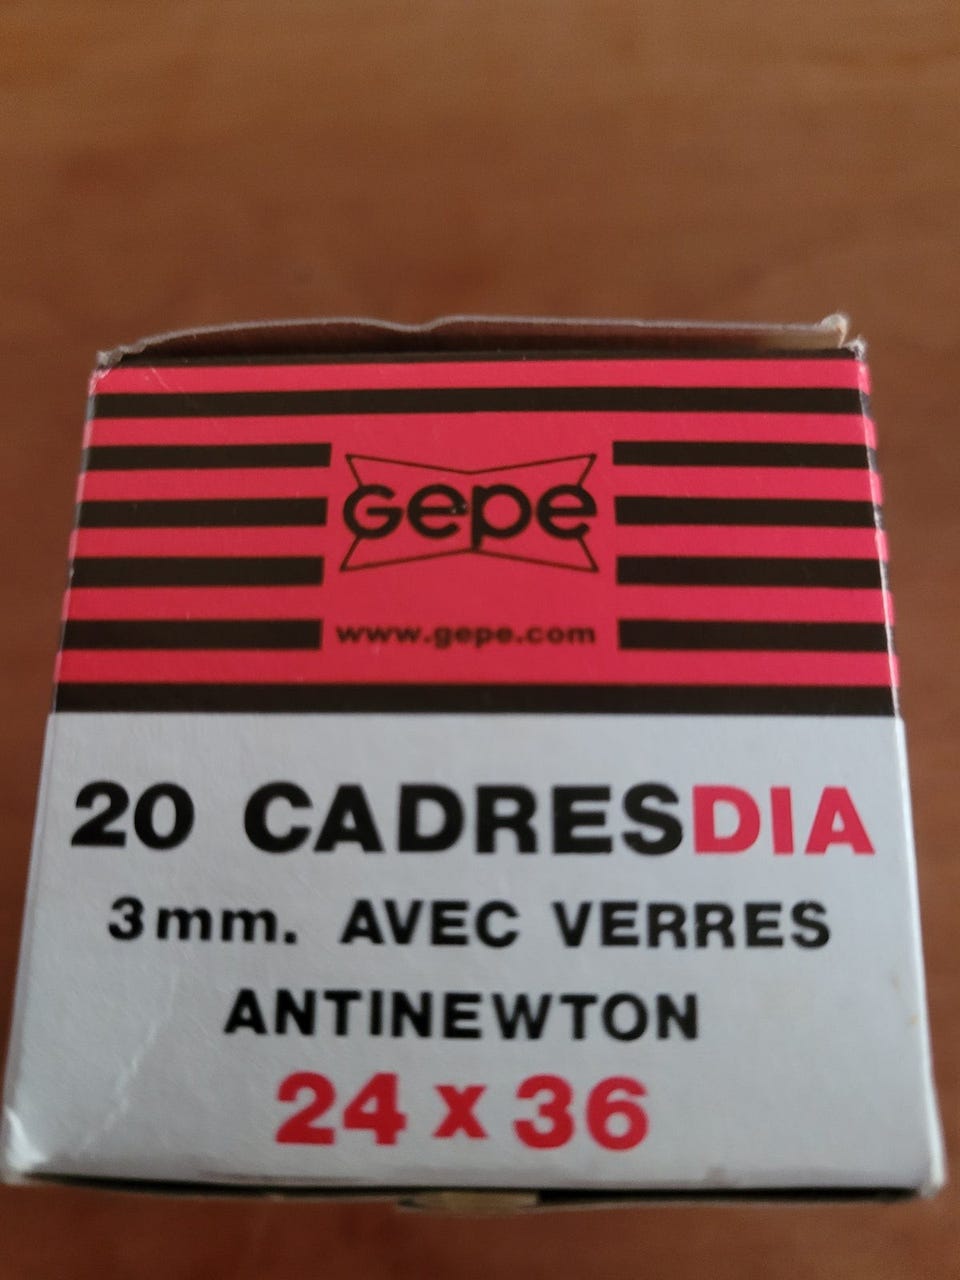 Gepe
www.gepe.com
20 CADRESDIA
3mm. AVEC VERRES
ANTINEWTON
24 x 36